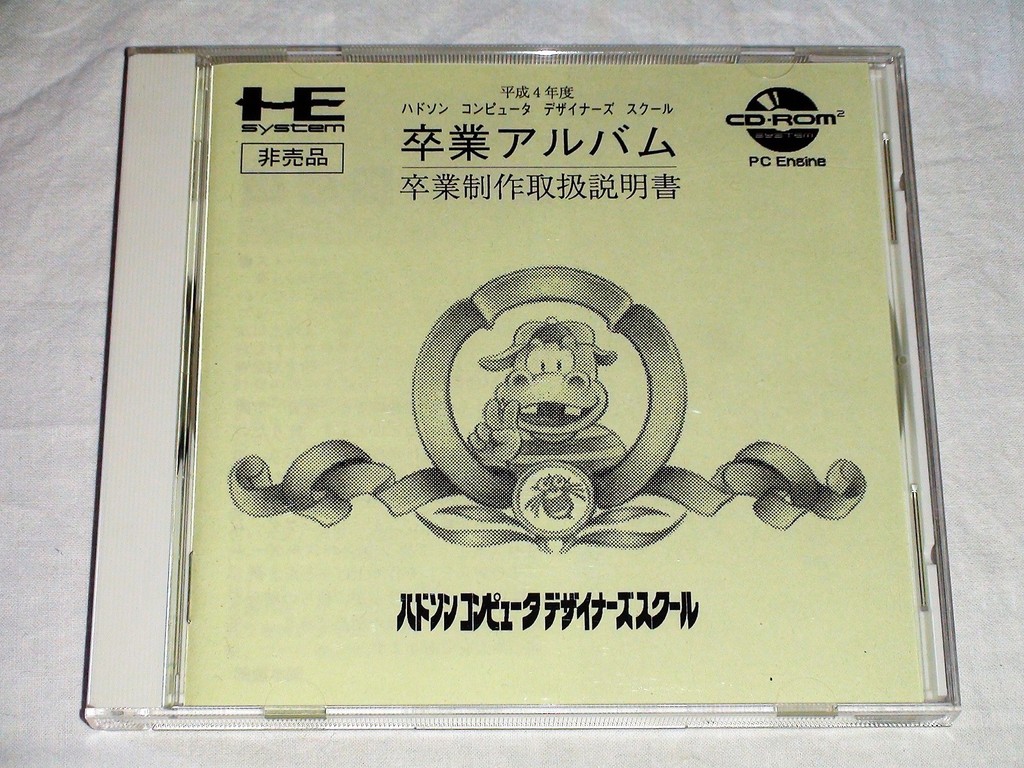 HE
system
非売品
平成4年度
ハドソン コンピュータ デザイナーズ スクール
卒業アルバム
卒業制作取扱説明書
CD-ROM2
SYSTEM
PC Engine
ハドソンコンピュータデザイナーズスクール